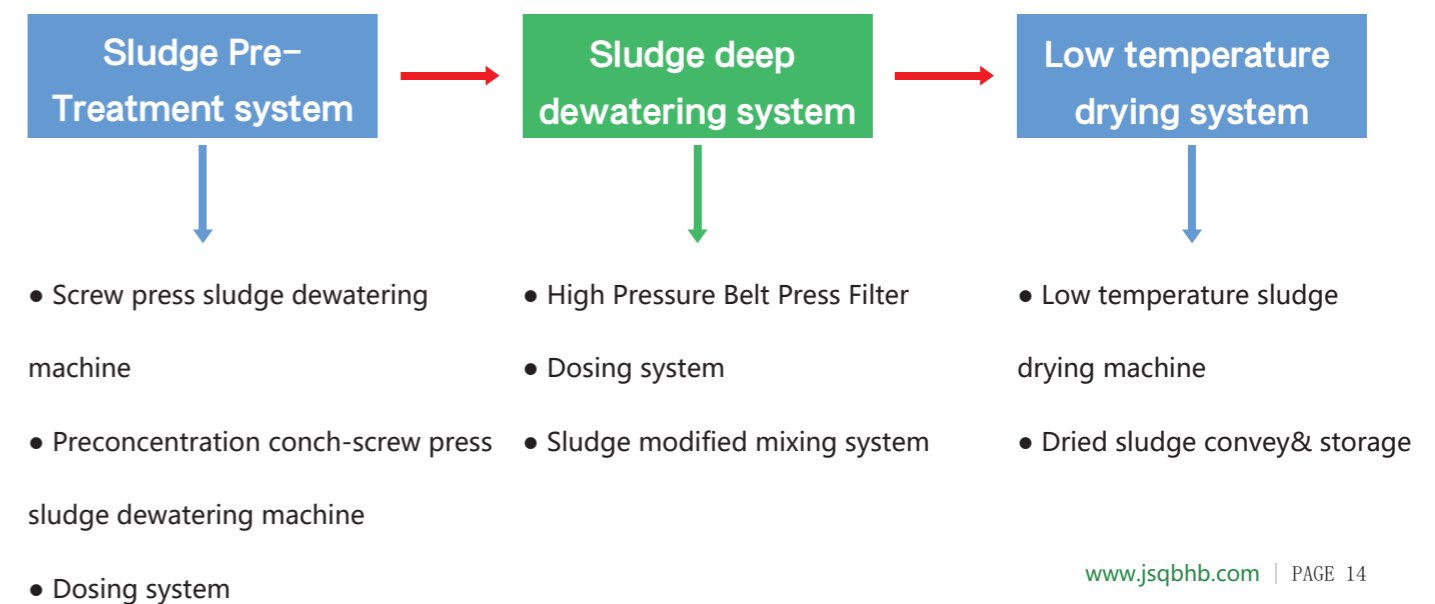 Sludge Pre-
Treatment system
Sludge deep
dewatering system
Low temperature
drying system
● Screw press sludge dewatering
machine
● Preconcentration conch-screw press
sludge dewatering machine
● Dosing system
● High Pressure Belt Press Filter
● Dosing system
● Sludge modified mixing system
● Low temperature sludge
drying machine
● Dried sludge convey& storage
www.jsqbhb.com | PAGE 14